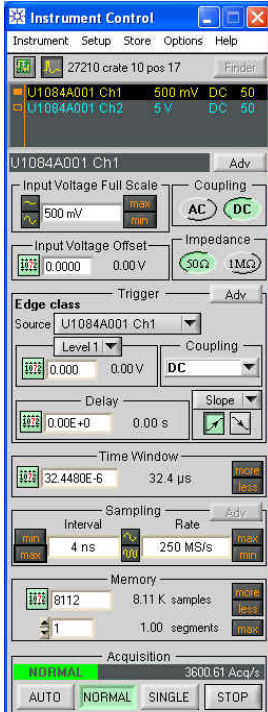 Instrument Control
Instrument Setup Store Options Help
27210 crate 10 pos 17 Finder
U1084A001 Ch1 500 mV DC 50
U1084A001 Ch2 5 V DC 50
U1084A001 Ch1 Adv
Input Voltage Full Scale Coupling
500 mV max min AC DC
Input Voltage Offset Impedance
0.0000 0.00 V 50Ω 1MΩ
Trigger Adv
Edge class
Source U1084A001 Ch1
Level 1 Coupling
0.000 0.00 V DC
Delay Slope
0.00E+0 0.00 s
Time Window
32.4480E-6 32.4 µs more less
Sampling Adv
Interval Rate
min max 4 ns 250 MS/s max min
Memory
8112 8.11 K samples more less
1 1.00 segments max
Acquisition
NORMAL 3600.61 Acq/s
AUTO NORMAL SINGLE STOP